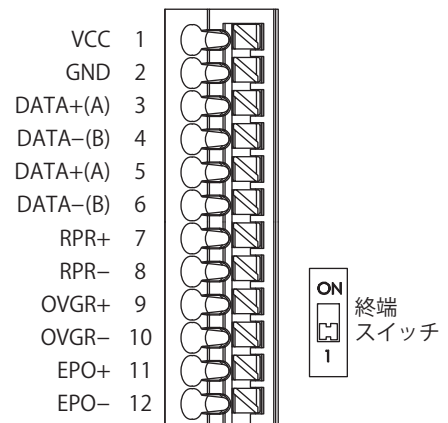 VCC 1
GND 2
DATA+(A) 3
DATA−(B) 4
DATA+(A) 5
DATA−(B) 6
RPR+ 7
RPR− 8
OVGR+ 9
OVGR− 10
EPO+ 11
EPO− 12
ON
1
終端
スイッチ